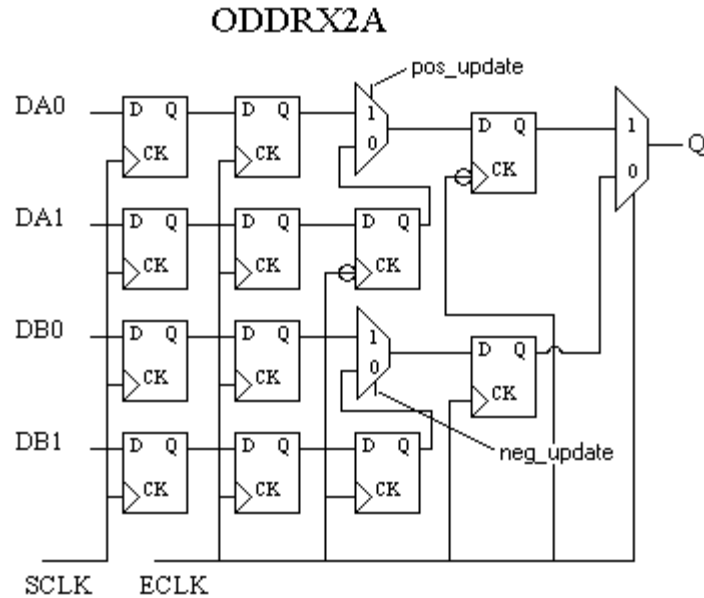 ODDRX2A
pos_update
DA0 D Q D Q 1 D Q 1 Q
CK CK 0 CK 0
DA1 D Q D Q D Q
CK CK CK
DB0 D Q D Q 1 D Q
CK CK 0 CK
DB1 D Q D Q D Q neg_update
CK CK CK
SCLK ECLK